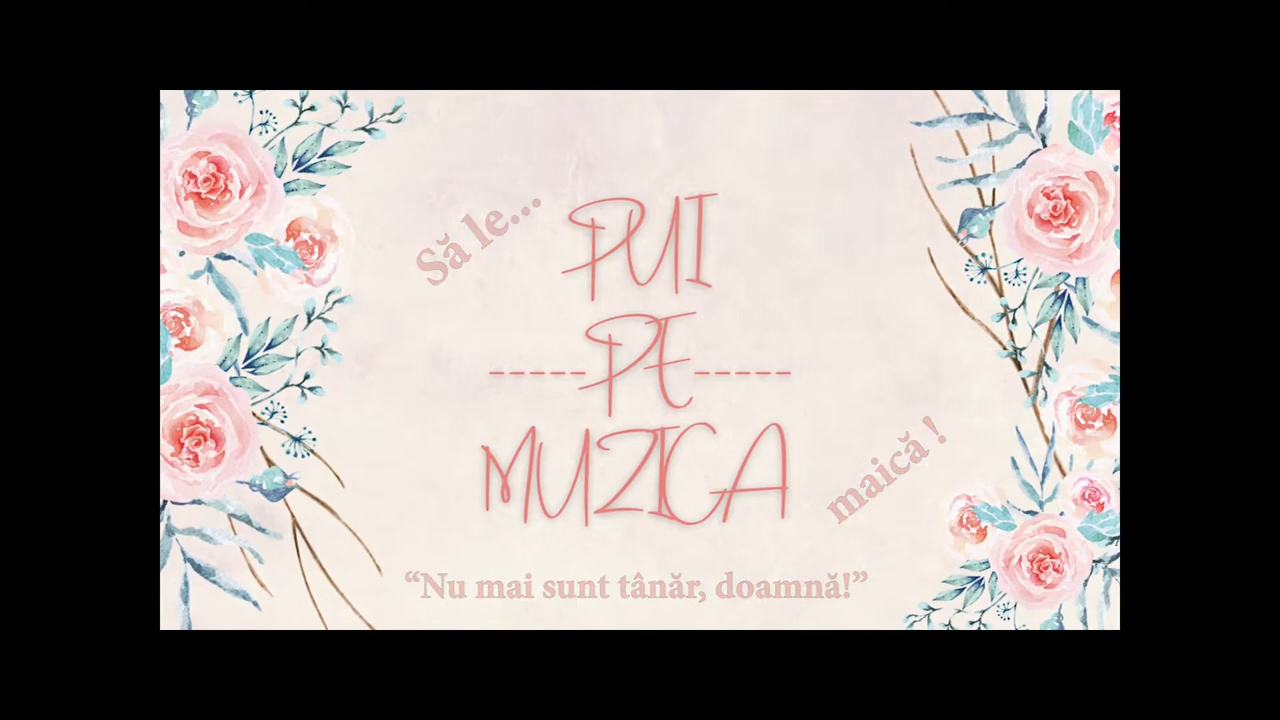 Să le...
PUI
-----PE-----
MUZICA
maică !
“Nu mai sunt tânăr, doamnă!”